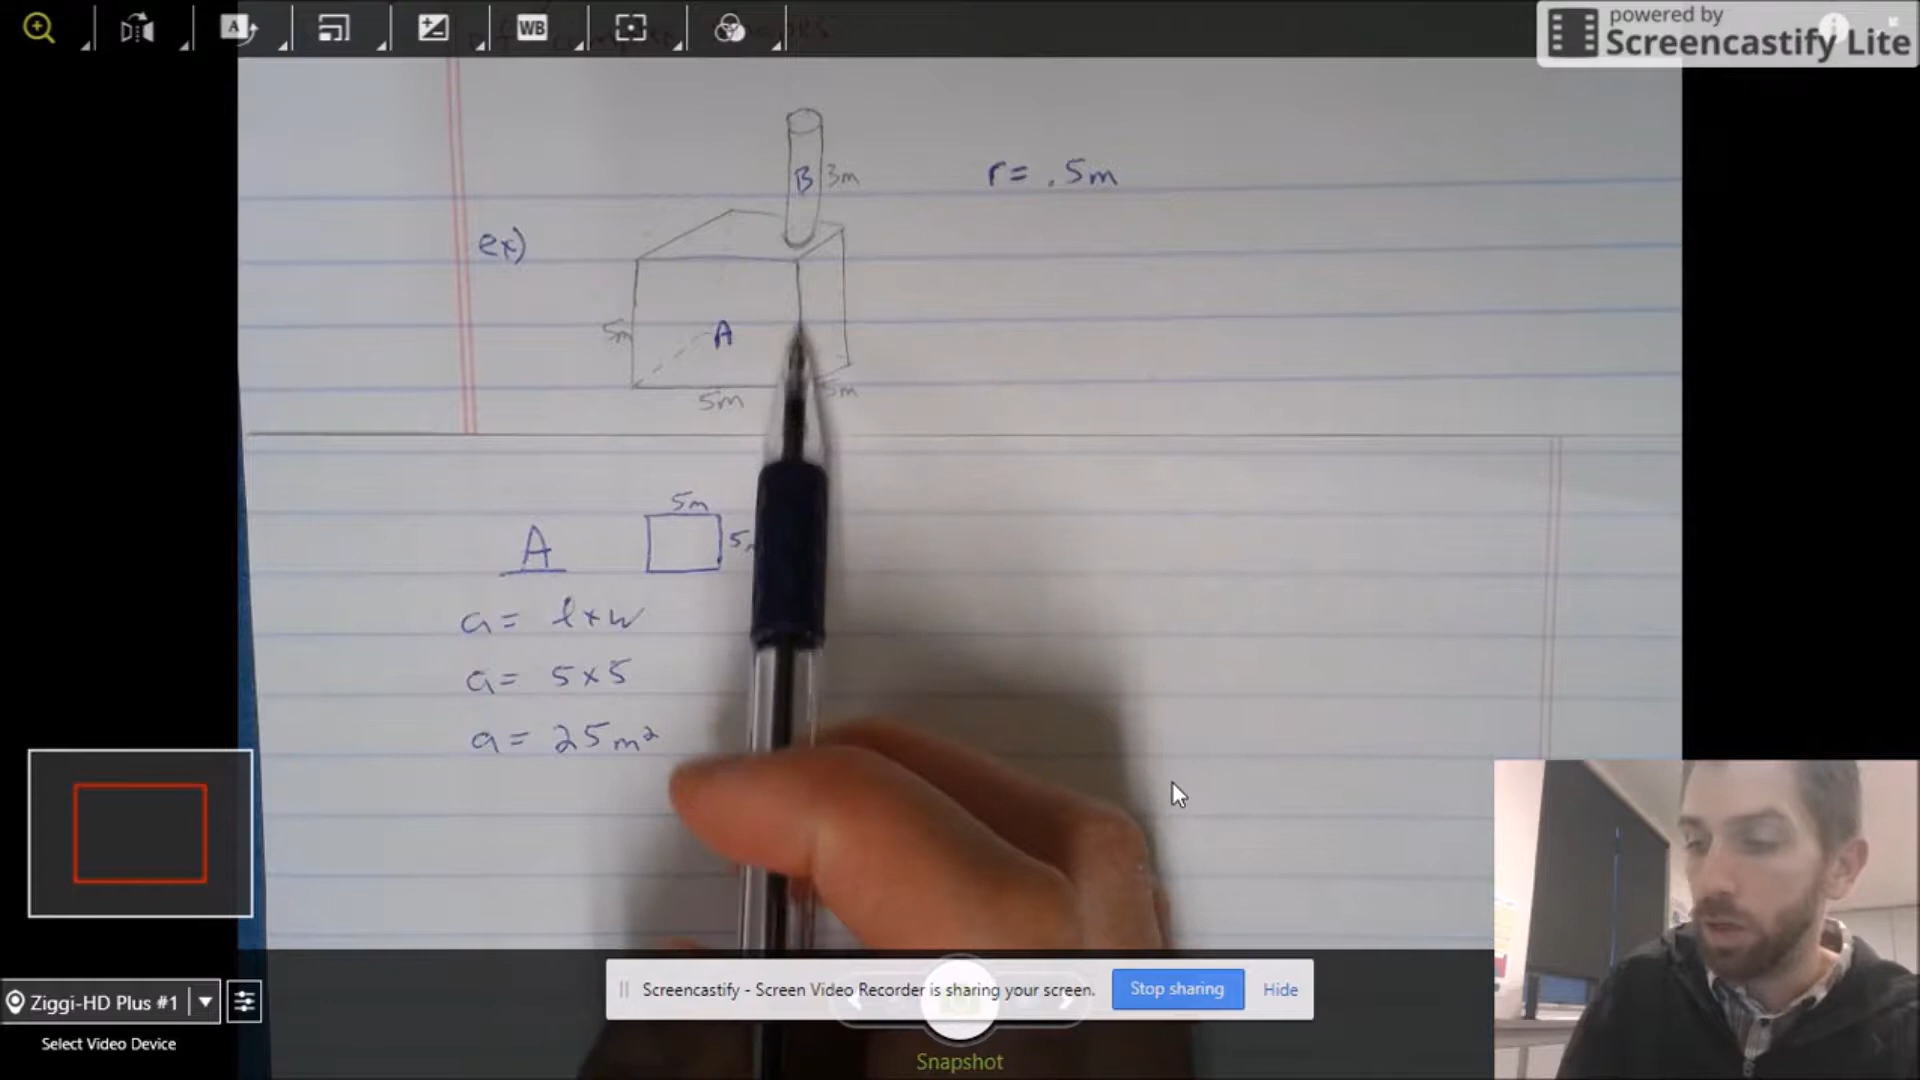 A
WB
powered by
Screencastify Lite
B 3m
r= .5m
ex)
5m
A
5m
5m
5m
A
a= l×w
a= 5×5
a= 25m²
Ziggi-HD Plus #1
Select Video Device
Screencastify - Screen Video Recorder is sharing your screen.
Stop sharing
Hide
Snapshot